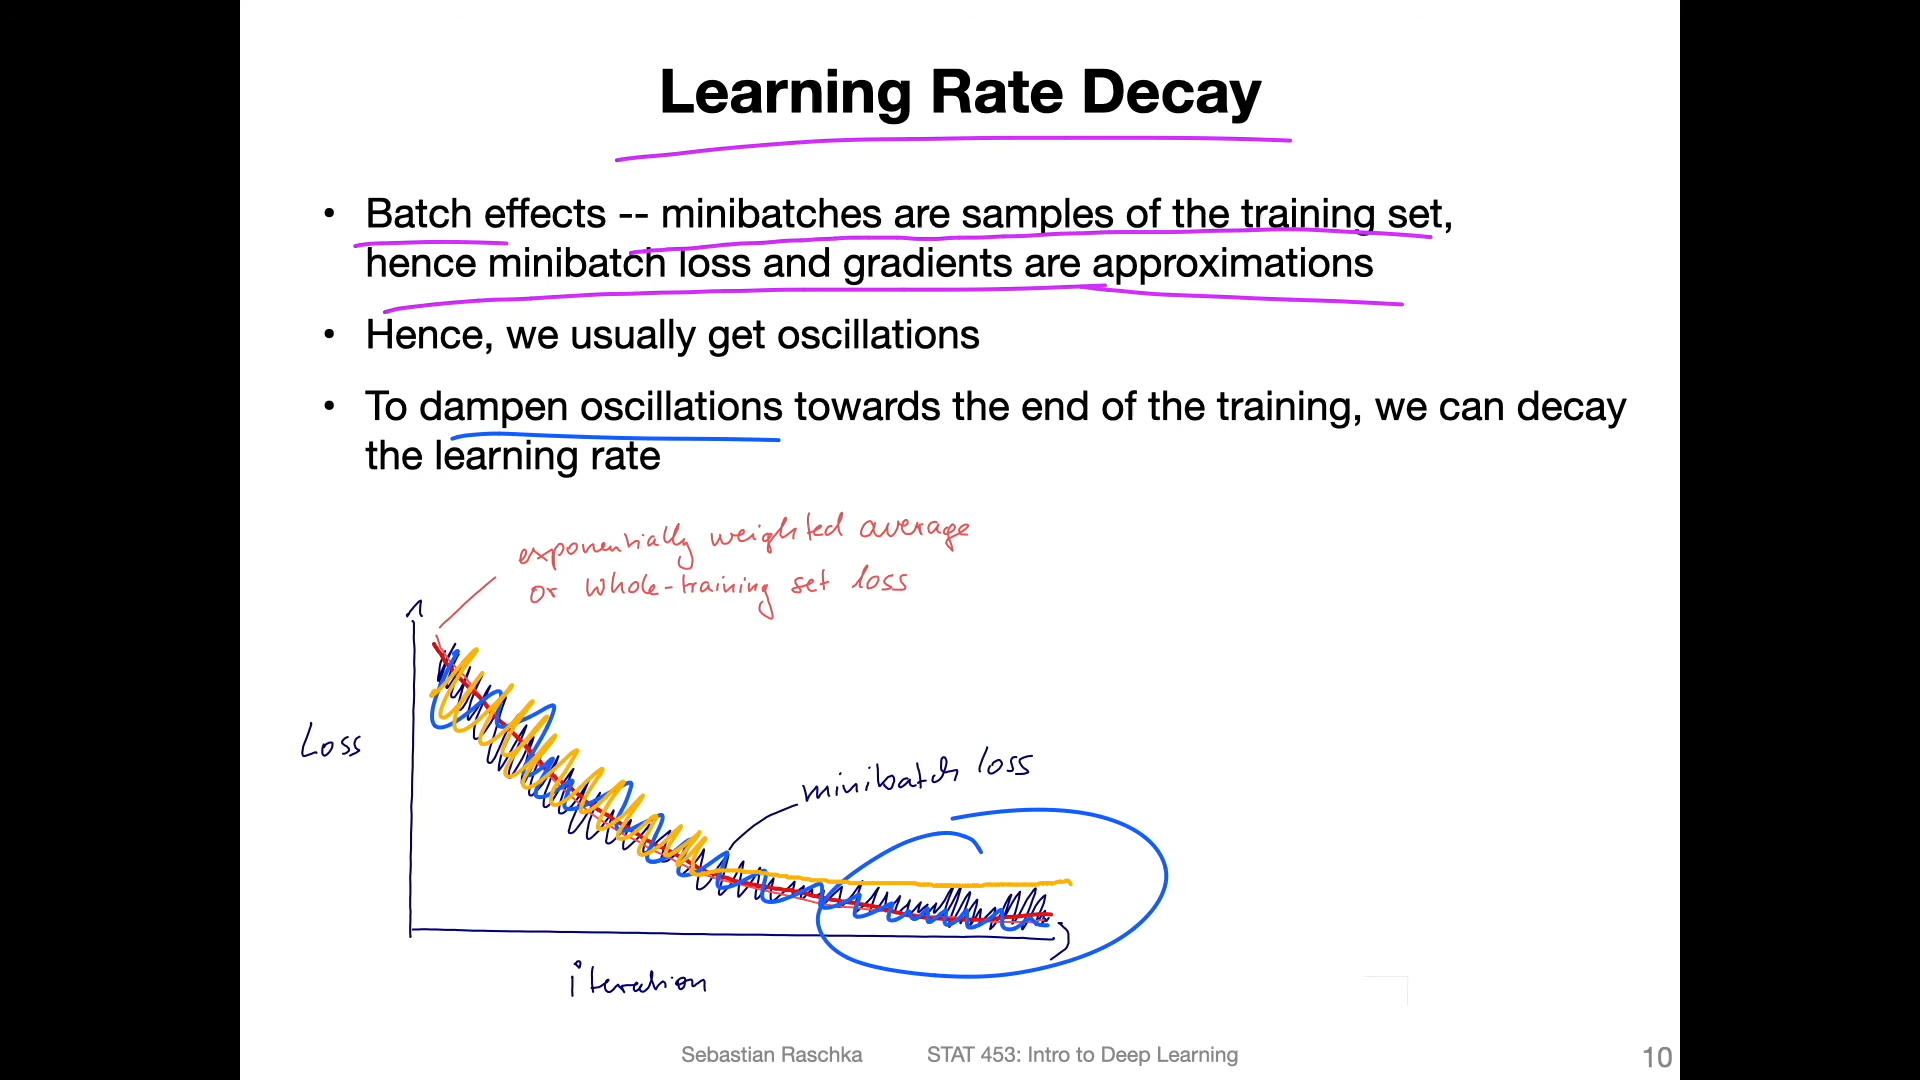 Learning Rate Decay
• Batch effects -- minibatches are samples of the training set,
hence minibatch loss and gradients are approximations
• Hence, we usually get oscillations
• To dampen oscillations towards the end of the training, we can decay
the learning rate
exponentially weighted average
or whole-training set loss
Loss
minibatch loss
iteration
Sebastian Raschka STAT 453: Intro to Deep Learning 10